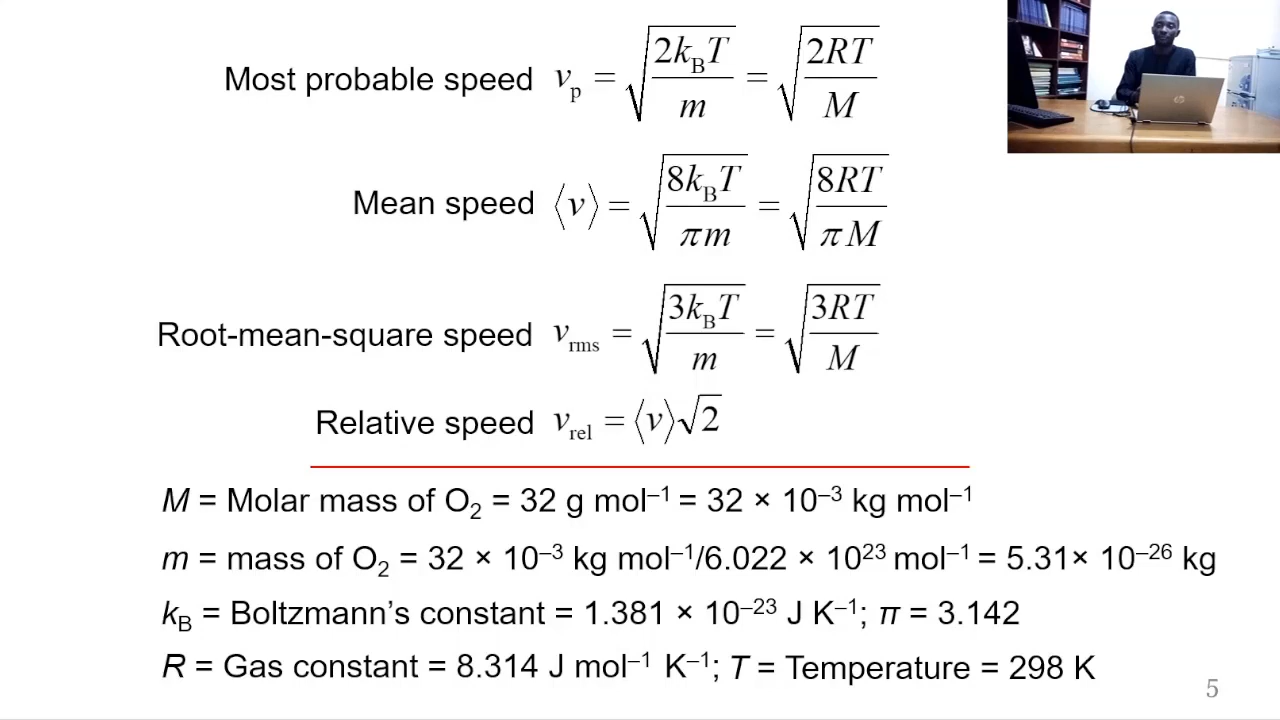 Most probable speed v_p = √(2k_BT/m) = √(2RT/M)
Mean speed ⟨v⟩ = √(8k_BT/πm) = √(8RT/πM)
Root-mean-square speed v_rms = √(3k_BT/m) = √(3RT/M)
Relative speed v_rel = ⟨v⟩√2
M = Molar mass of O₂ = 32 g mol⁻¹ = 32 × 10⁻³ kg mol⁻¹
m = mass of O₂ = 32 × 10⁻³ kg mol⁻¹/6.022 × 10²³ mol⁻¹ = 5.31× 10⁻²⁶ kg
k_B = Boltzmann’s constant = 1.381 × 10⁻²³ J K⁻¹; π = 3.142
R = Gas constant = 8.314 J mol⁻¹ K⁻¹; T = Temperature = 298 K
5